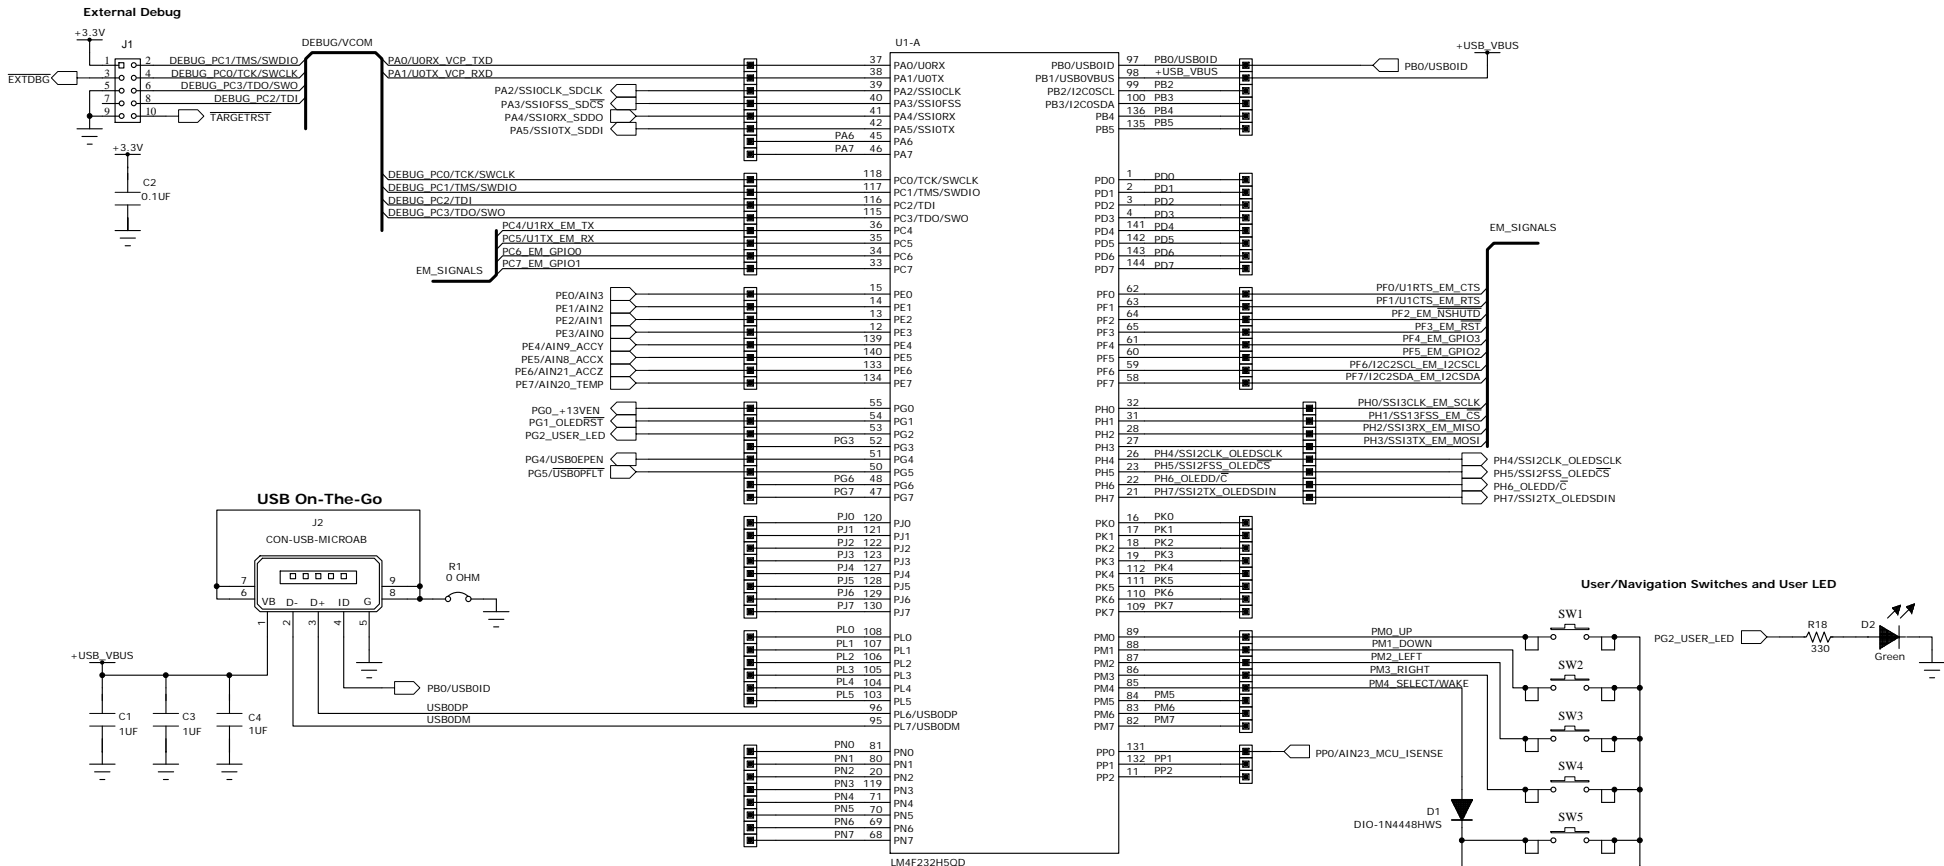 External Debug
+3.3V
J1
1 2 DEBUG_PC1/TMS/SWDIO
EXTDBG 3 4 DEBUG_PC0/TCK/SWCLK
5 6 DEBUG_PC3/TDO/SWO
7 8 DEBUG_PC2/TDI
9 10 TARGETRST
+3.3V
C2
0.1UF
DEBUG/VCOM
U1-A
PA0/U0RX_VCP_TXD 37 PA0/U0RX
PA1/U0TX_VCP_RXD 38 PA1/U0TX
PA2/SSI0CLK_SDCLK 39 PA2/SSI0CLK
PA3/SSI0FSS_SDCS 40 PA3/SSI0FSS
PA4/SSI0RX_SDDO 41 PA4/SSI0RX
PA5/SSI0TX_SDDI 42 PA5/SSI0TX
PA6 45 PA6
PA7 46 PA7
DEBUG_PC0/TCK/SWCLK 118 PC0/TCK/SWCLK
DEBUG_PC1/TMS/SWDIO 117 PC1/TMS/SWDIO
DEBUG_PC2/TDI 116 PC2/TDI
DEBUG_PC3/TDO/SWO 115 PC3/TDO/SWO
PC4/U1RX_EM_TX 36 PC4
PC5/U1TX_EM_RX 35 PC5
PC6_EM_GPIO0 34 PC6
PC7_EM_GPIO1 33 PC7
EM_SIGNALS
PE0/AIN3 15 PE0
PE1/AIN2 14 PE1
PE2/AIN1 13 PE2
PE3/AIN0 12 PE3
PE4/AIN9_ACCY 139 PE4
PE5/AIN8_ACCX 140 PE5
PE6/AIN21_ACCZ 133 PE6
PE7/AIN20_TEMP 134 PE7
PG0_+13VEN 55 PG0
PG1_OLEDRST 54 PG1
PG2_USER_LED 53 PG2
PG3 52 PG3
PG4/USB0EPEN 51 PG4
PG5/USB0PFLT 50 PG5
PG6 48 PG6
PG7 47 PG7
PJ0 120 PJ0
PJ1 121 PJ1
PJ2 122 PJ2
PJ3 123 PJ3
PJ4 127 PJ4
PJ5 128 PJ5
PJ6 129 PJ6
PJ7 130 PJ7
PL0 108 PL0
PL1 107 PL1
PL2 106 PL2
PL3 105 PL3
PL4 104 PL4
PL5 103 PL5
USB0DP 96 PL6/USB0DP
USB0DM 95 PL7/USB0DM
PN0 81 PN0
PN1 80 PN1
PN2 20 PN2
PN3 119 PN3
PN4 71 PN4
PN5 70 PN5
PN6 69 PN6
PN7 68 PN7
LM4F232H5QD
PB0/USB0ID 97 PB0/USB0ID PB0/USB0ID
PB1/USB0VBUS 98 +USB_VBUS
+USB_VBUS
PB2/I2C0SCL 99 PB2
PB3/I2C0SDA 100 PB3
PB4 136 PB4
PB5 135 PB5
PD0 1 PD0
PD1 2 PD1
PD2 3 PD2
PD3 4 PD3
PD4 141 PD4
PD5 142 PD5
PD6 143 PD6
PD7 144 PD7
EM_SIGNALS
PF0 62 PF0/U1RTS_EM_CTS
PF1 63 PF1/U1CTS_EM_RTS
PF2 64 PF2_EM_NSHUTD
PF3 65 PF3_EM_RST
PF4 61 PF4_EM_GPIO3
PF5 60 PF5_EM_GPIO2
PF6 59 PF6/I2C2SCL_EM_I2CSCL
PF7 58 PF7/I2C2SDA_EM_I2CSDA
PH0 32 PH0/SSI3CLK_EM_SCLK
PH1 31 PH1/SS13FSS_EM_CS
PH2 28 PH2/SSI3RX_EM_MISO
PH3 27 PH3/SSI3TX_EM_MOSI
PH4 26 PH4/SSI2CLK_OLEDSCLK PH4/SSI2CLK_OLEDSCLK
PH5 23 PH5/SSI2FSS_OLEDCS PH5/SSI2FSS_OLEDCS
PH6 22 PH6_OLEDD/C PH6_OLEDD/C
PH7 21 PH7/SSI2TX_OLEDSDIN PH7/SSI2TX_OLEDSDIN
PK0 16 PK0
PK1 17 PK1
PK2 18 PK2
PK3 19 PK3
PK4 112 PK4
PK5 111 PK5
PK6 110 PK6
PK7 109 PK7
PM0 89 PM0_UP
PM1 88 PM1_DOWN
PM2 87 PM2_LEFT
PM3 86 PM3_RIGHT
PM4 85 PM4_SELECT/WAKE
PM5 84 PM5
PM6 83 PM6
PM7 82 PM7
PP0 131 PP0/AIN23_MCU_ISENSE
PP1 132 PP1
PP2 11 PP2
USB On-The-Go
J2
CON-USB-MICROAB
7 9
6 8
VB D- D+ ID G
1 2 3 4 5
R1
0 OHM
+USB_VBUS
PB0/USB0ID
C1
1UF
C3
1UF
C4
1UF
User/Navigation Switches and User LED
SW1
SW2
SW3
SW4
SW5
D1
DIO-1N4448HWS
PG2_USER_LED
R18
330
D2
Green